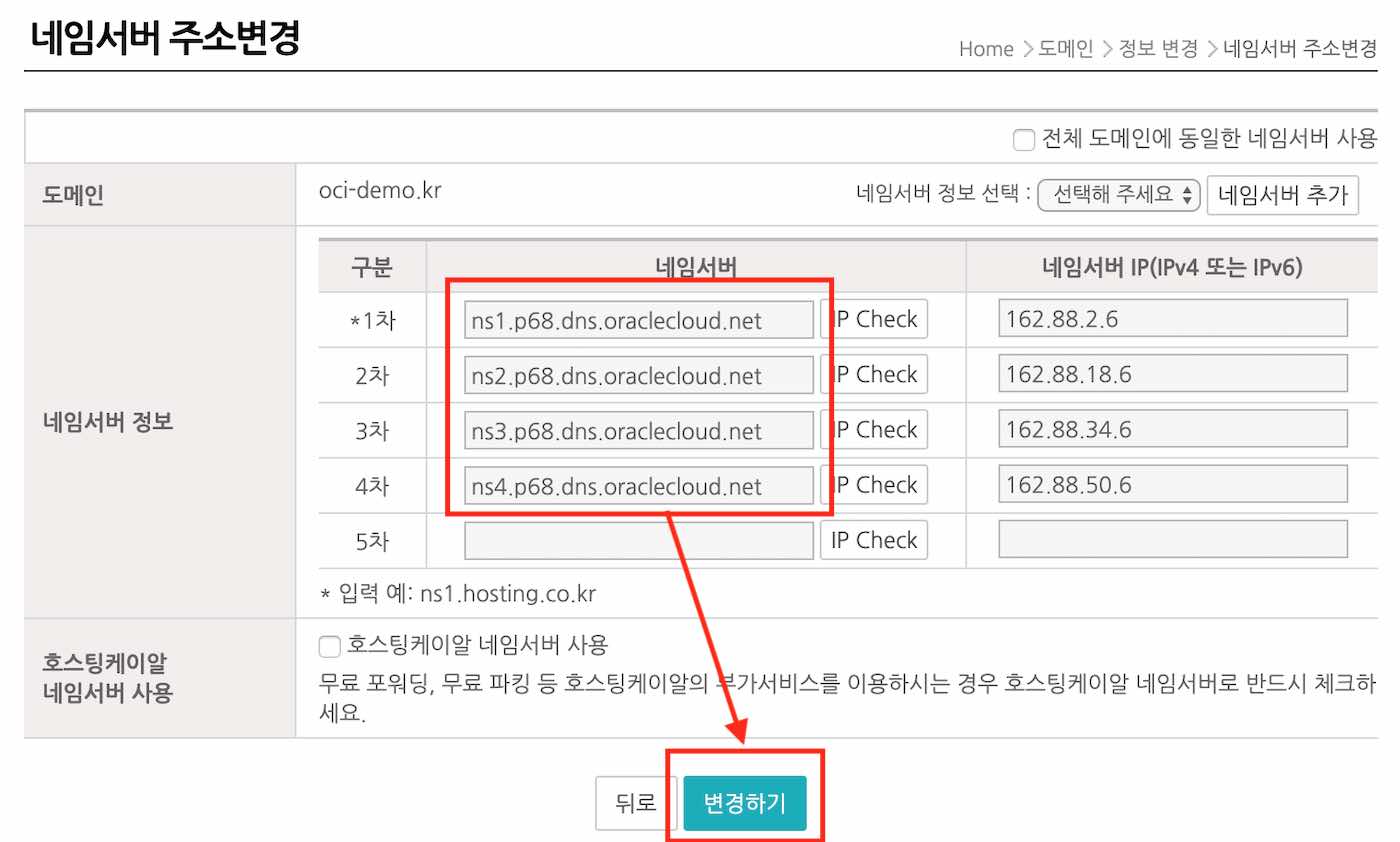 네임서버 주소변경
Home > 도메인 > 정보 변경 > 네임서버 주소변경
전체 도메인에 동일한 네임서버 사용
도메인
oci-demo.kr
네임서버 정보 선택 : 선택해 주세요 네임서버 추가
네임서버 정보
구분 네임서버 네임서버 IP(IPv4 또는 IPv6)
*1차 ns1.p68.dns.oraclecloud.net IP Check 162.88.2.6
2차 ns2.p68.dns.oraclecloud.net IP Check 162.88.18.6
3차 ns3.p68.dns.oraclecloud.net IP Check 162.88.34.6
4차 ns4.p68.dns.oraclecloud.net IP Check 162.88.50.6
5차 IP Check
* 입력 예: ns1.hosting.co.kr
호스팅케이알
네임서버 사용
호스팅케이알 네임서버 사용
무료 포워딩, 무료 파킹 등 호스팅케이알의 부가서비스를 이용하시는 경우 호스팅케이알 네임서버로 반드시 체크하
세요.
뒤로 변경하기